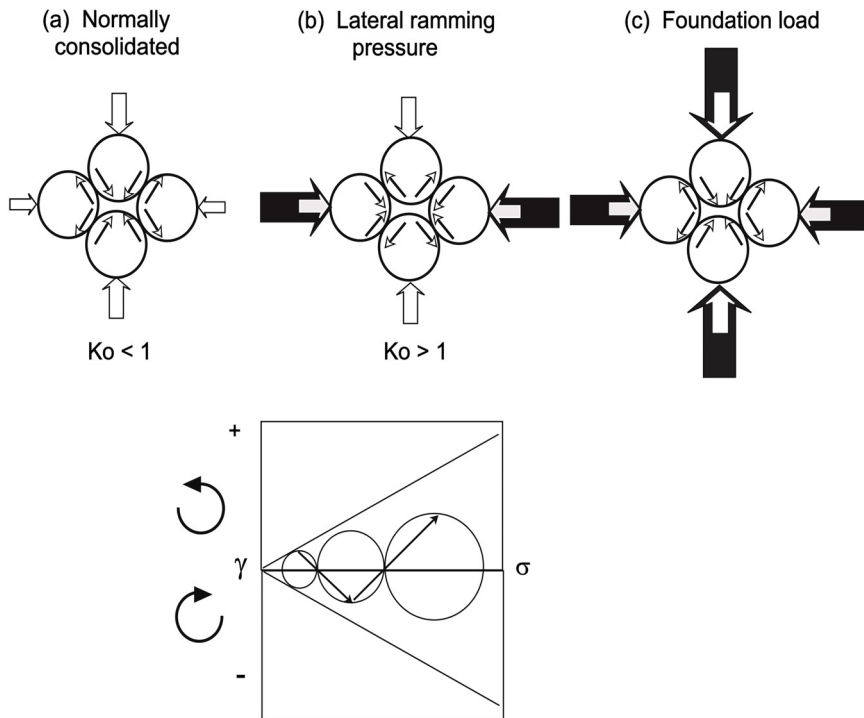 (a) Normally
consolidated
(b) Lateral ramming
pressure
(c) Foundation load
Ko < 1
Ko > 1
+
γ
σ
-